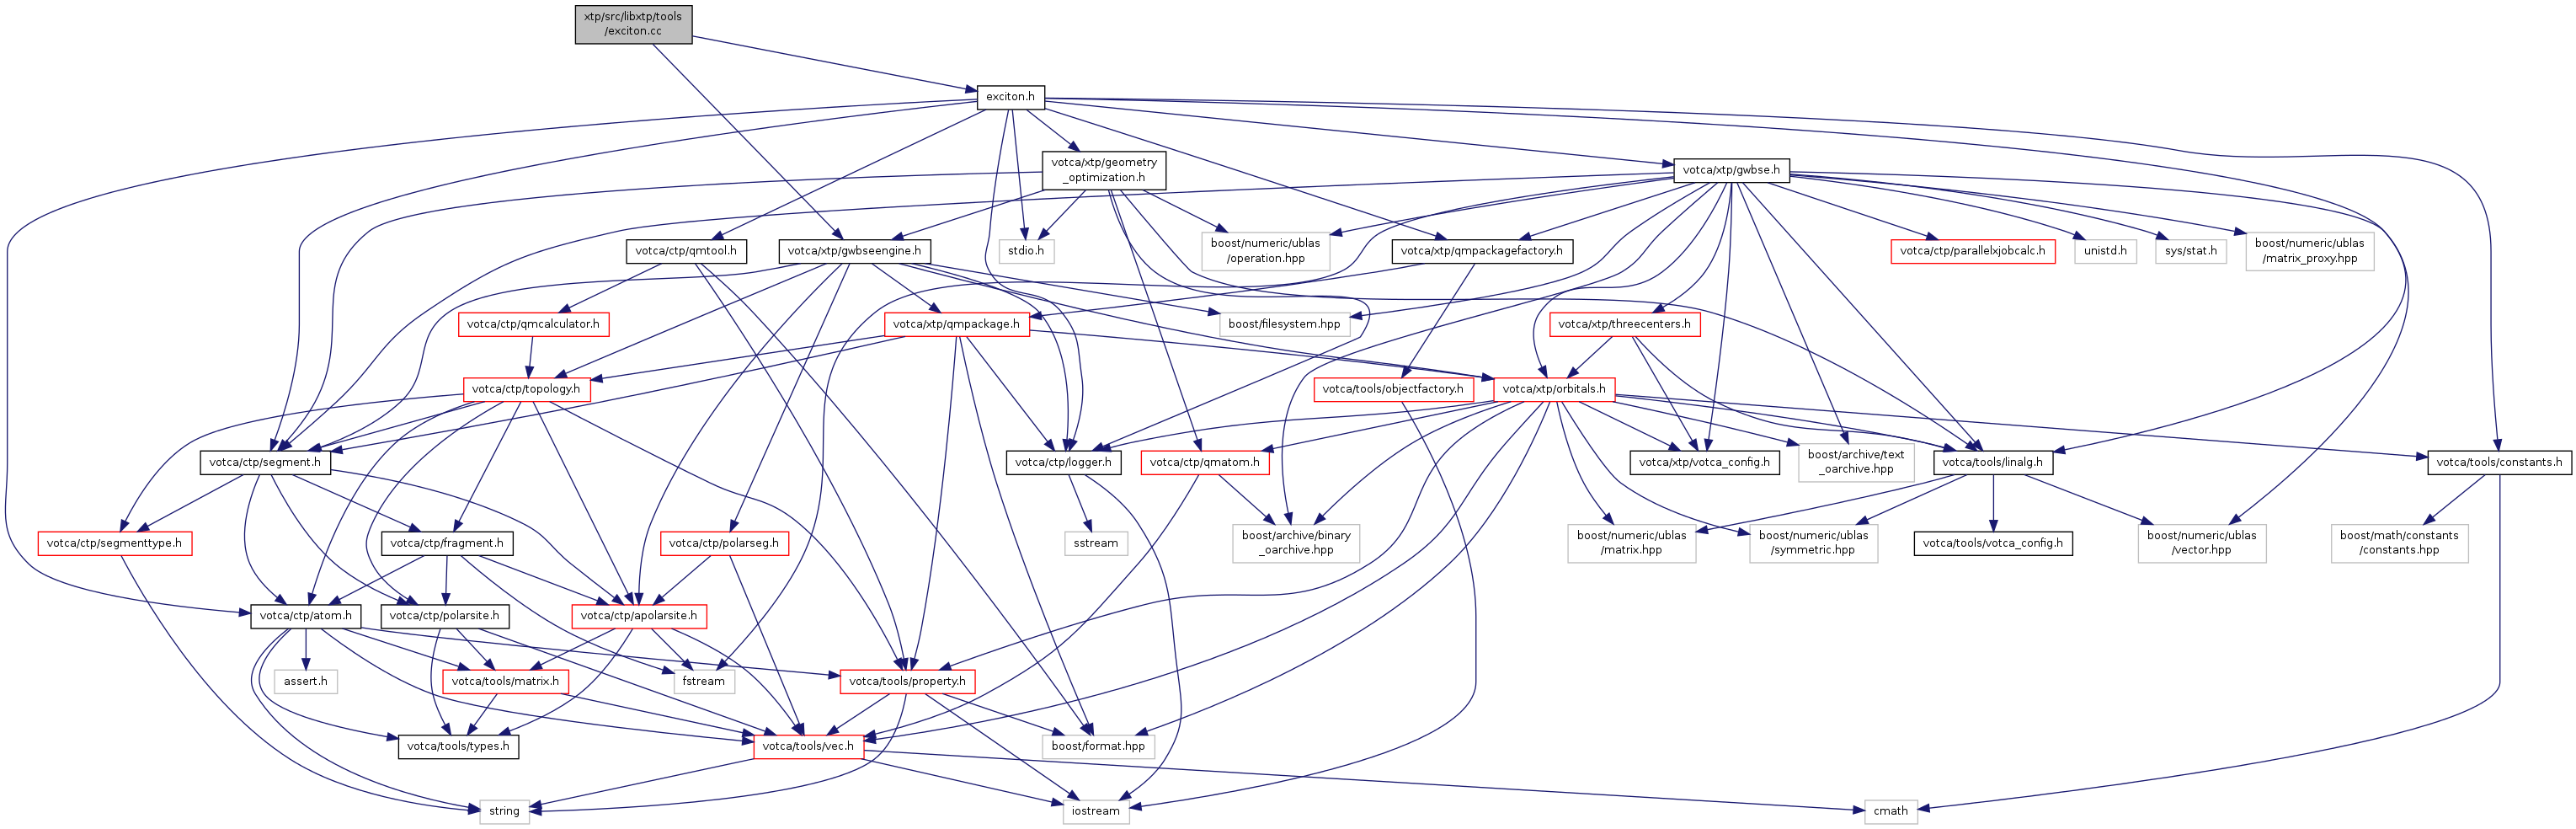 xtp/src/libxtp/tools
/exciton.cc
exciton.h
votca/xtp/geometry
_optimization.h
votca/xtp/gwbse.h
votca/ctp/qmtool.h
votca/xtp/gwbseengine.h
stdio.h
boost/numeric/ublas
/operation.hpp
votca/xtp/qmpackagefactory.h
votca/ctp/parallelxjobcalc.h
unistd.h
sys/stat.h
boost/numeric/ublas
/matrix_proxy.hpp
votca/ctp/qmcalculator.h
votca/xtp/qmpackage.h
boost/filesystem.hpp
votca/xtp/threecenters.h
votca/ctp/topology.h
votca/tools/objectfactory.h
votca/xtp/orbitals.h
votca/ctp/segment.h
votca/ctp/logger.h
votca/ctp/qmatom.h
votca/xtp/votca_config.h
boost/archive/text
_oarchive.hpp
votca/tools/linalg.h
votca/tools/constants.h
votca/ctp/segmenttype.h
votca/ctp/fragment.h
votca/ctp/polarseg.h
sstream
boost/archive/binary
_oarchive.hpp
boost/numeric/ublas
/matrix.hpp
boost/numeric/ublas
/symmetric.hpp
votca/tools/votca_config.h
boost/numeric/ublas
/vector.hpp
boost/math/constants
/constants.hpp
votca/ctp/atom.h
votca/ctp/polarsite.h
votca/ctp/apolarsite.h
assert.h
votca/tools/matrix.h
fstream
votca/tools/property.h
votca/tools/types.h
votca/tools/vec.h
boost/format.hpp
string
iostream
cmath